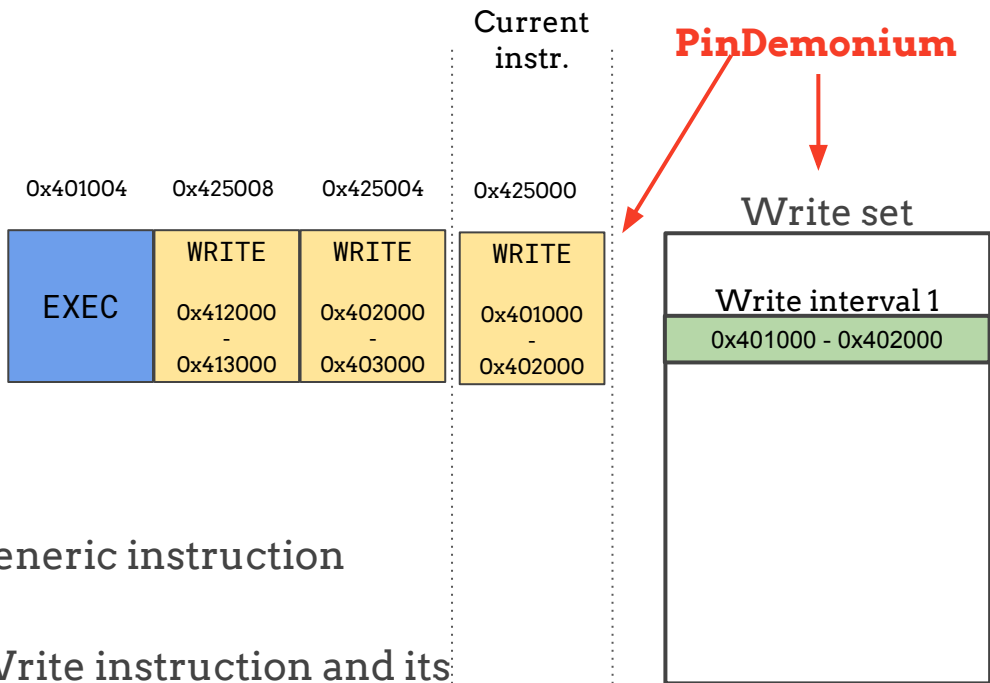 Current
instr.
PinDemonium
0x401004 0x425008 0x425004 0x425000
Write set
EXEC
WRITE
0x412000
-
0x413000
WRITE
0x402000
-
0x403000
WRITE
0x401000
-
0x402000
Write interval 1
0x401000 - 0x402000
eneric instruction
Write instruction and its